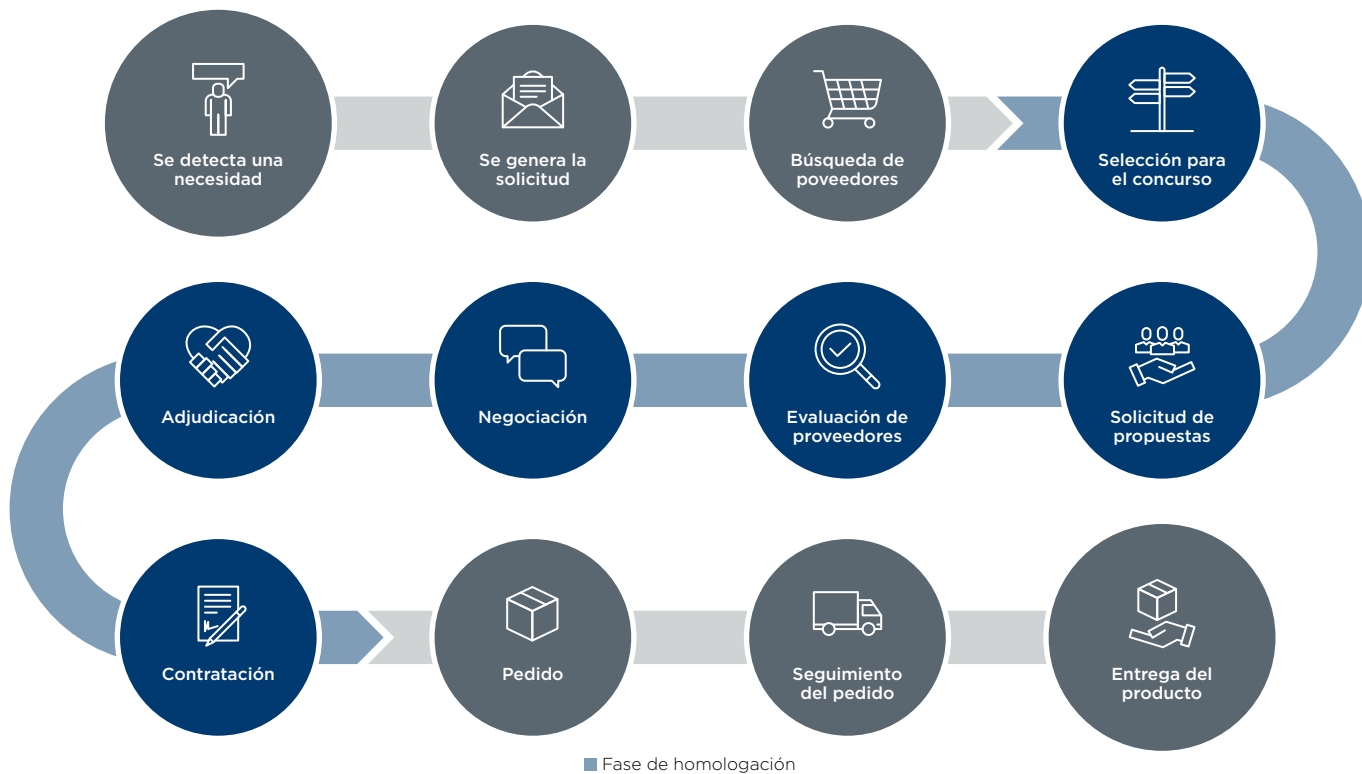 Se detecta una
necesidad
Se genera la
solicitud
Búsqueda de
poveedores
Selección para
el concurso
Adjudicación
Negociación
Evaluación de
proveedores
Solicitud de
propuestas
Contratación
Pedido
Seguimiento
del pedido
Entrega del
producto
Fase de homologación